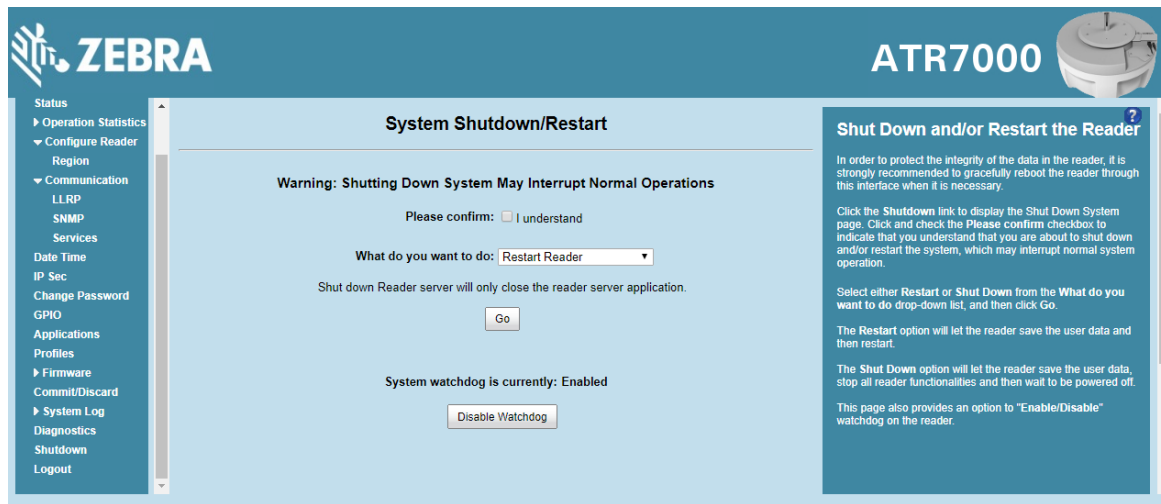 ZEBRA
ATR7000
Status
Operation Statistics
Configure Reader
Region
Communication
LLRP
SNMP
Services
Date Time
IP Sec
Change Password
GPIO
Applications
Profiles
Firmware
Commit/Discard
System Log
Diagnostics
Shutdown
Logout
System Shutdown/Restart
Warning: Shutting Down System May Interrupt Normal Operations
Please confirm: I understand
What do you want to do: Restart Reader
Shut down Reader server will only close the reader server application.
Go
System watchdog is currently: Enabled
Disable Watchdog
?
Shut Down and/or Restart the Reader
In order to protect the integrity of the data in the reader, it is
strongly recommended to gracefully reboot the reader through
this interface when it is necessary.
Click the Shutdown link to display the Shut Down System
page. Click and check the Please confirm checkbox to
indicate that you understand that you are about to shut down
and/or restart the system, which may interrupt normal system
operation.
Select either Restart or Shut Down from the What do you
want to do drop-down list, and then click Go.
The Restart option will let the reader save the user data and
then restart.
The Shut Down option will let the reader save the user data,
stop all reader functionalities and then wait to be powered off.
This page also provides an option to "Enable/Disable"
watchdog on the reader.